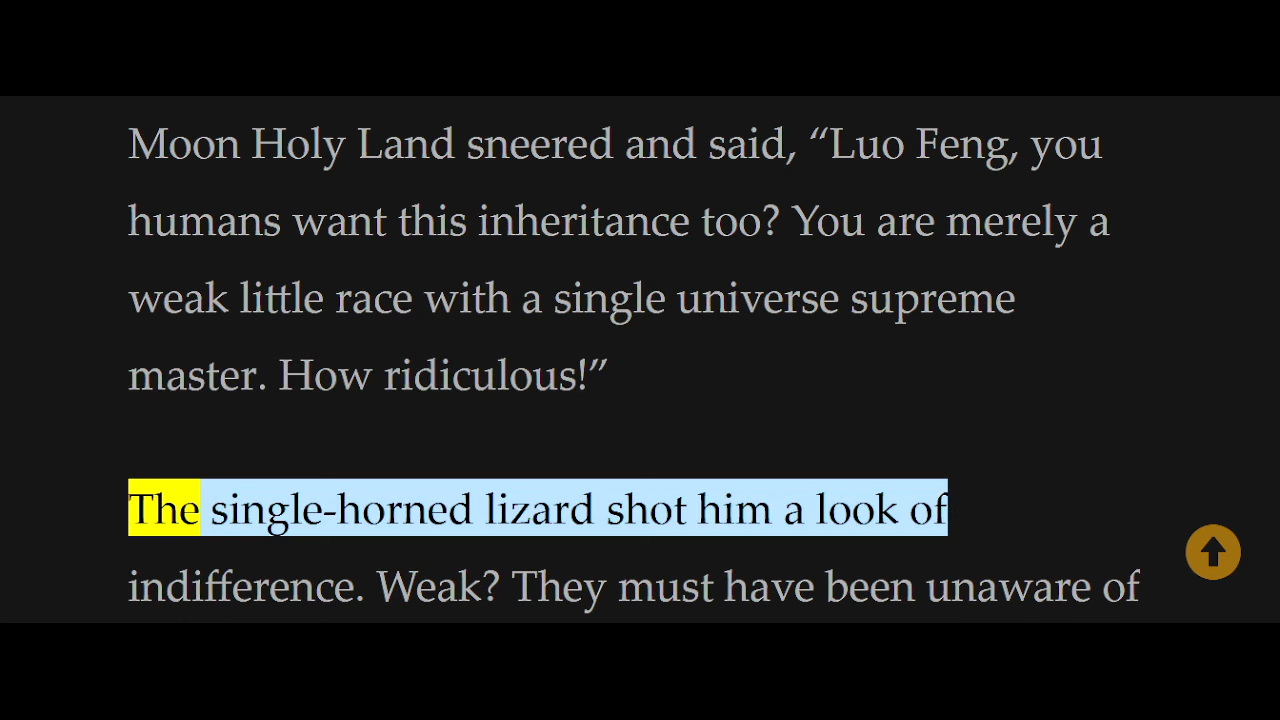 Moon Holy Land sneered and said, “Luo Feng, you
humans want this inheritance too? You are merely a
weak little race with a single universe supreme
master. How ridiculous!”
The single-horned lizard shot him a look of
indifference. Weak? They must have been unaware of